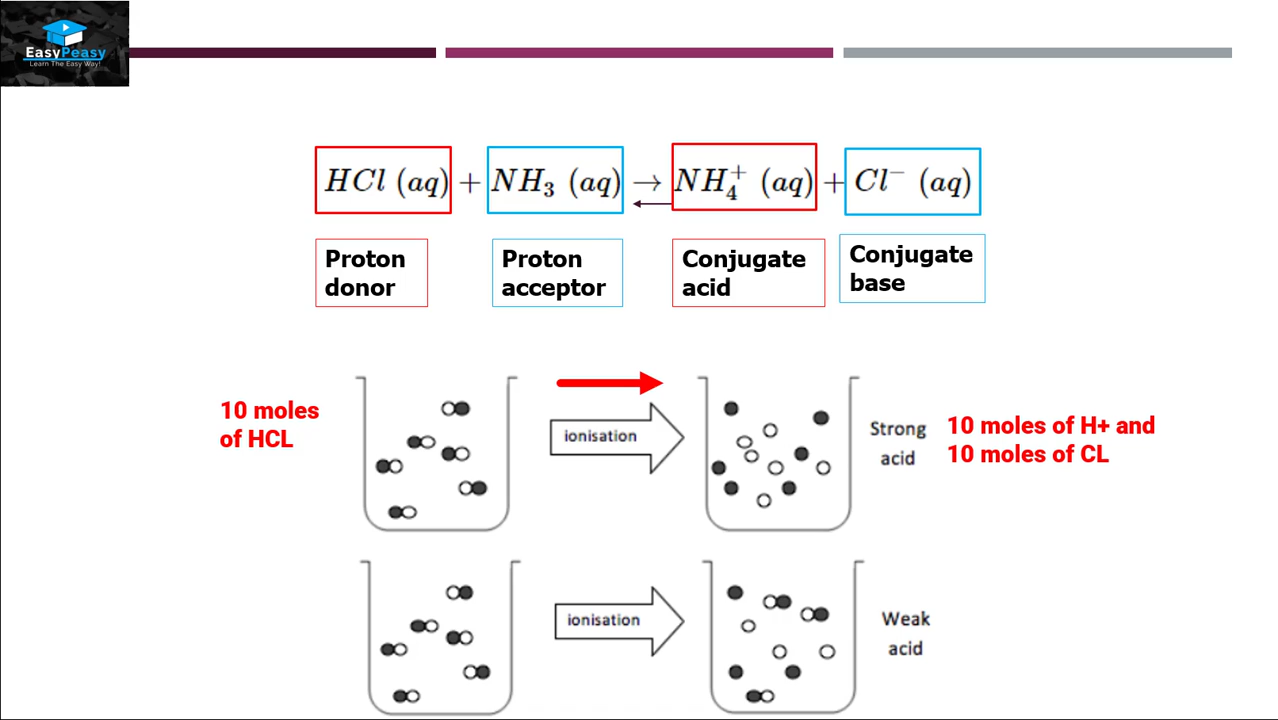 EasyPeasy
Learn The Easy Way!
HCl (aq) + NH₃ (aq) → NH₄⁺ (aq) + Cl⁻ (aq)
Proton
donor
Proton
acceptor
Conjugate
acid
Conjugate
base
10 moles
of HCL
ionisation
Strong
acid
10 moles of H+ and
10 moles of CL
ionisation
Weak
acid